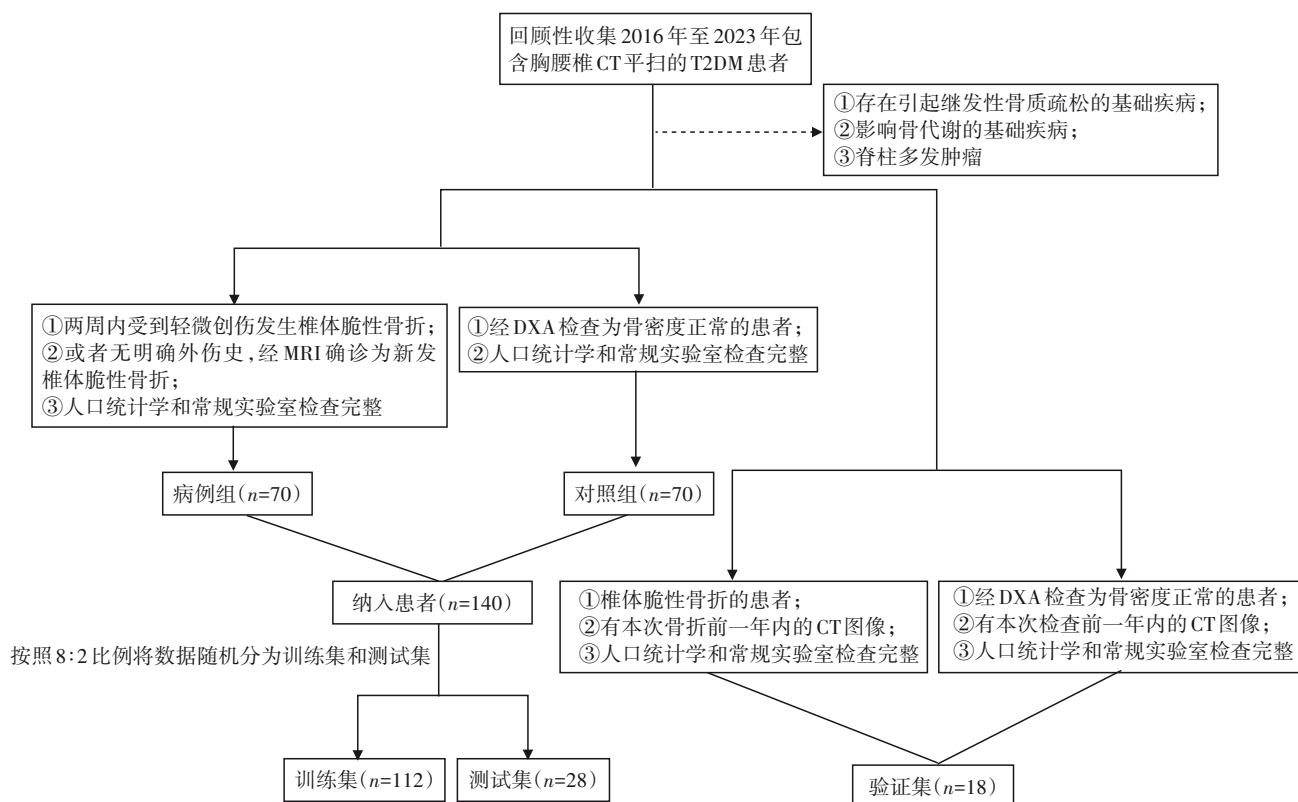 回顾性收集2016年至2023年包
含胸腰椎CT平扫的T2DM患者
①存在引起继发性骨质疏松的基础疾病；
②影响骨代谢的基础疾病；
③脊柱多发肿瘤
①两周内受到轻微创伤发生椎体脆性骨折；
②或者无明确外伤史，经MRI确诊为新发
椎体脆性骨折；
③人口统计学和常规实验室检查完整
①经DXA检查为骨密度正常的患者；
②人口统计学和常规实验室检查完整
病例组（n=70）
对照组（n=70）
纳入患者（n=140）
按照8∶2比例将数据随机分为训练集和测试集
训练集（n=112）
测试集（n=28）
①椎体脆性骨折的患者；
②有本次骨折前一年内的CT图像；
③人口统计学和常规实验室检查完整
①经DXA检查为骨密度正常的患者；
②有本次检查前一年内的CT图像；
③人口统计学和常规实验室检查完整
验证集（n=18）